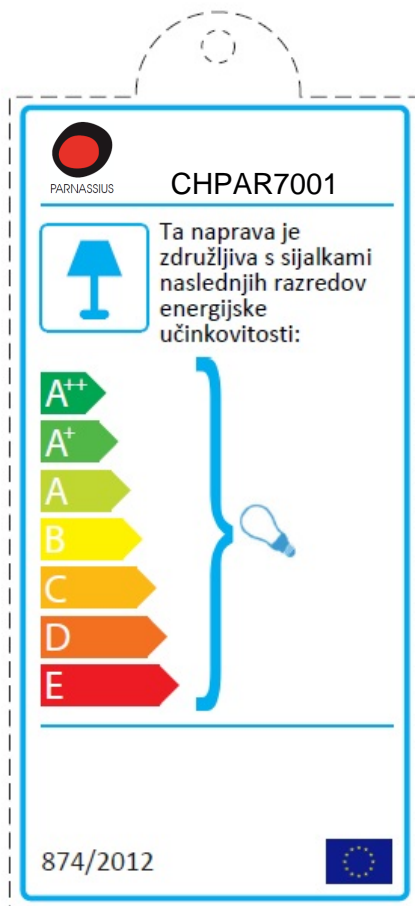 PARNASSIUS
CHPAR7001
Ta naprava je
združljiva s sijalkami
naslednjih razredov
energijske
učinkovitosti:
A++
A+
A
B
C
D
E
874/2012